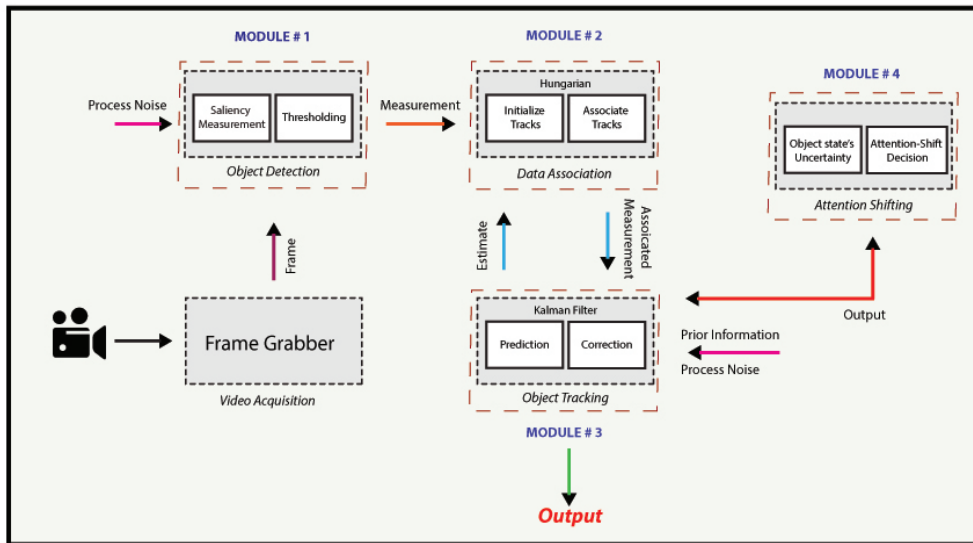 MODULE # 1
MODULE # 2
MODULE # 4
Process Noise
Saliency
Measurement
Thresholding
Object Detection
Measurement
Hungarian
Initialize
Tracks
Associate
Tracks
Data Association
Object state's
Uncertainty
Attention-Shift
Decision
Attention Shifting
Frame
Estimate
Assoicated
Measurement
Frame Grabber
Video Acquisition
Kalman Filter
Prediction
Correction
Object Tracking
MODULE # 3
Output
Prior Information
Process Noise
Output